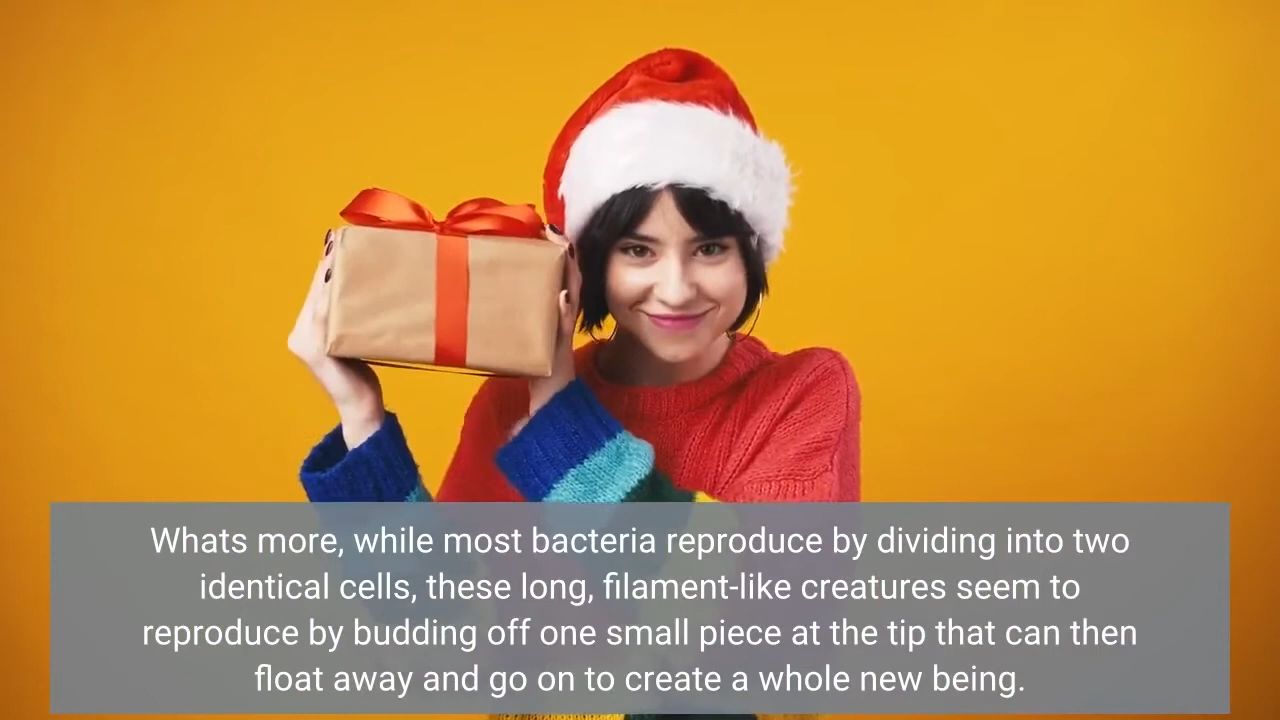 Whats more, while most bacteria reproduce by dividing into two
identical cells, these long, filament-like creatures seem to
reproduce by budding off one small piece at the tip that can then
float away and go on to create a whole new being.